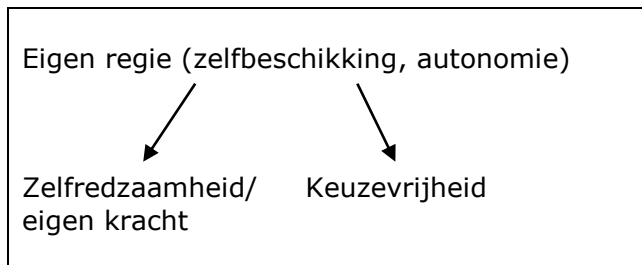 Eigen regie (zelfbeschikking, autonomie)
Zelfredzaamheid/ Keuzevrijheid
eigen kracht